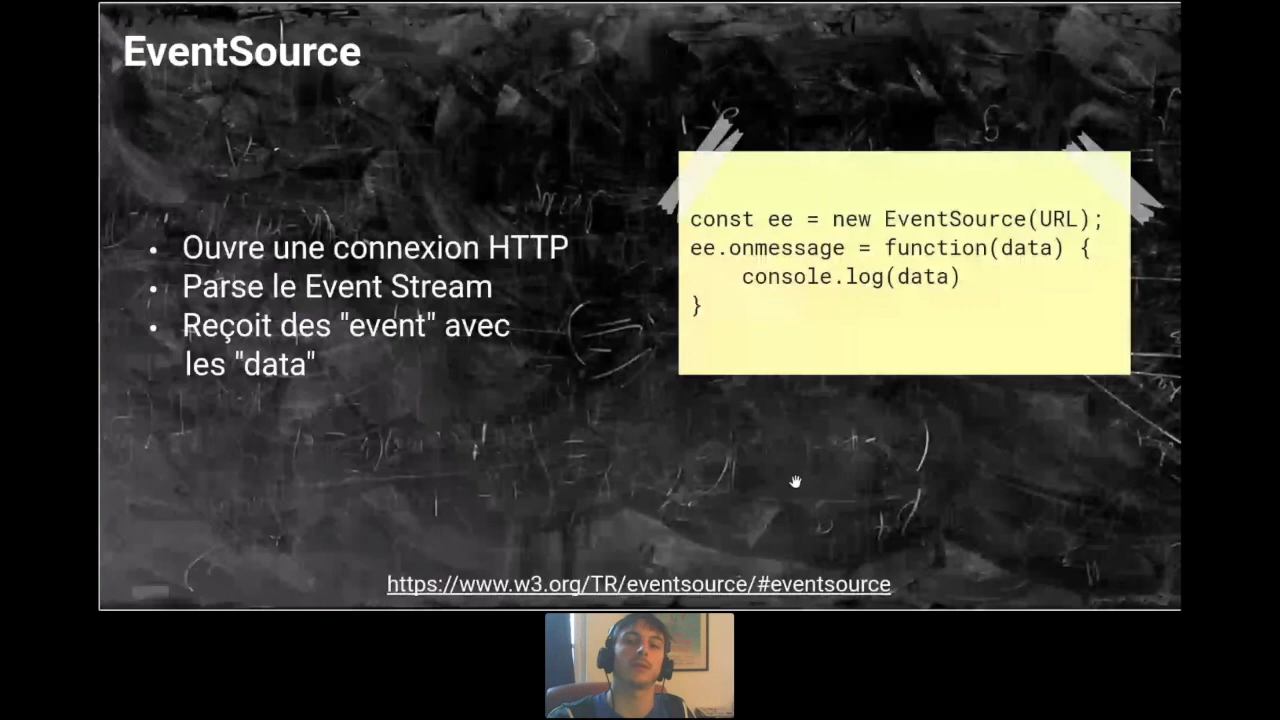 EventSource
• Ouvre une connexion HTTP
• Parse le Event Stream
• Reçoit des "event" avec
les "data"
const ee = new EventSource(URL);
ee.onmessage = function(data) {
    console.log(data)
}
https://www.w3.org/TR/eventsource/#eventsource